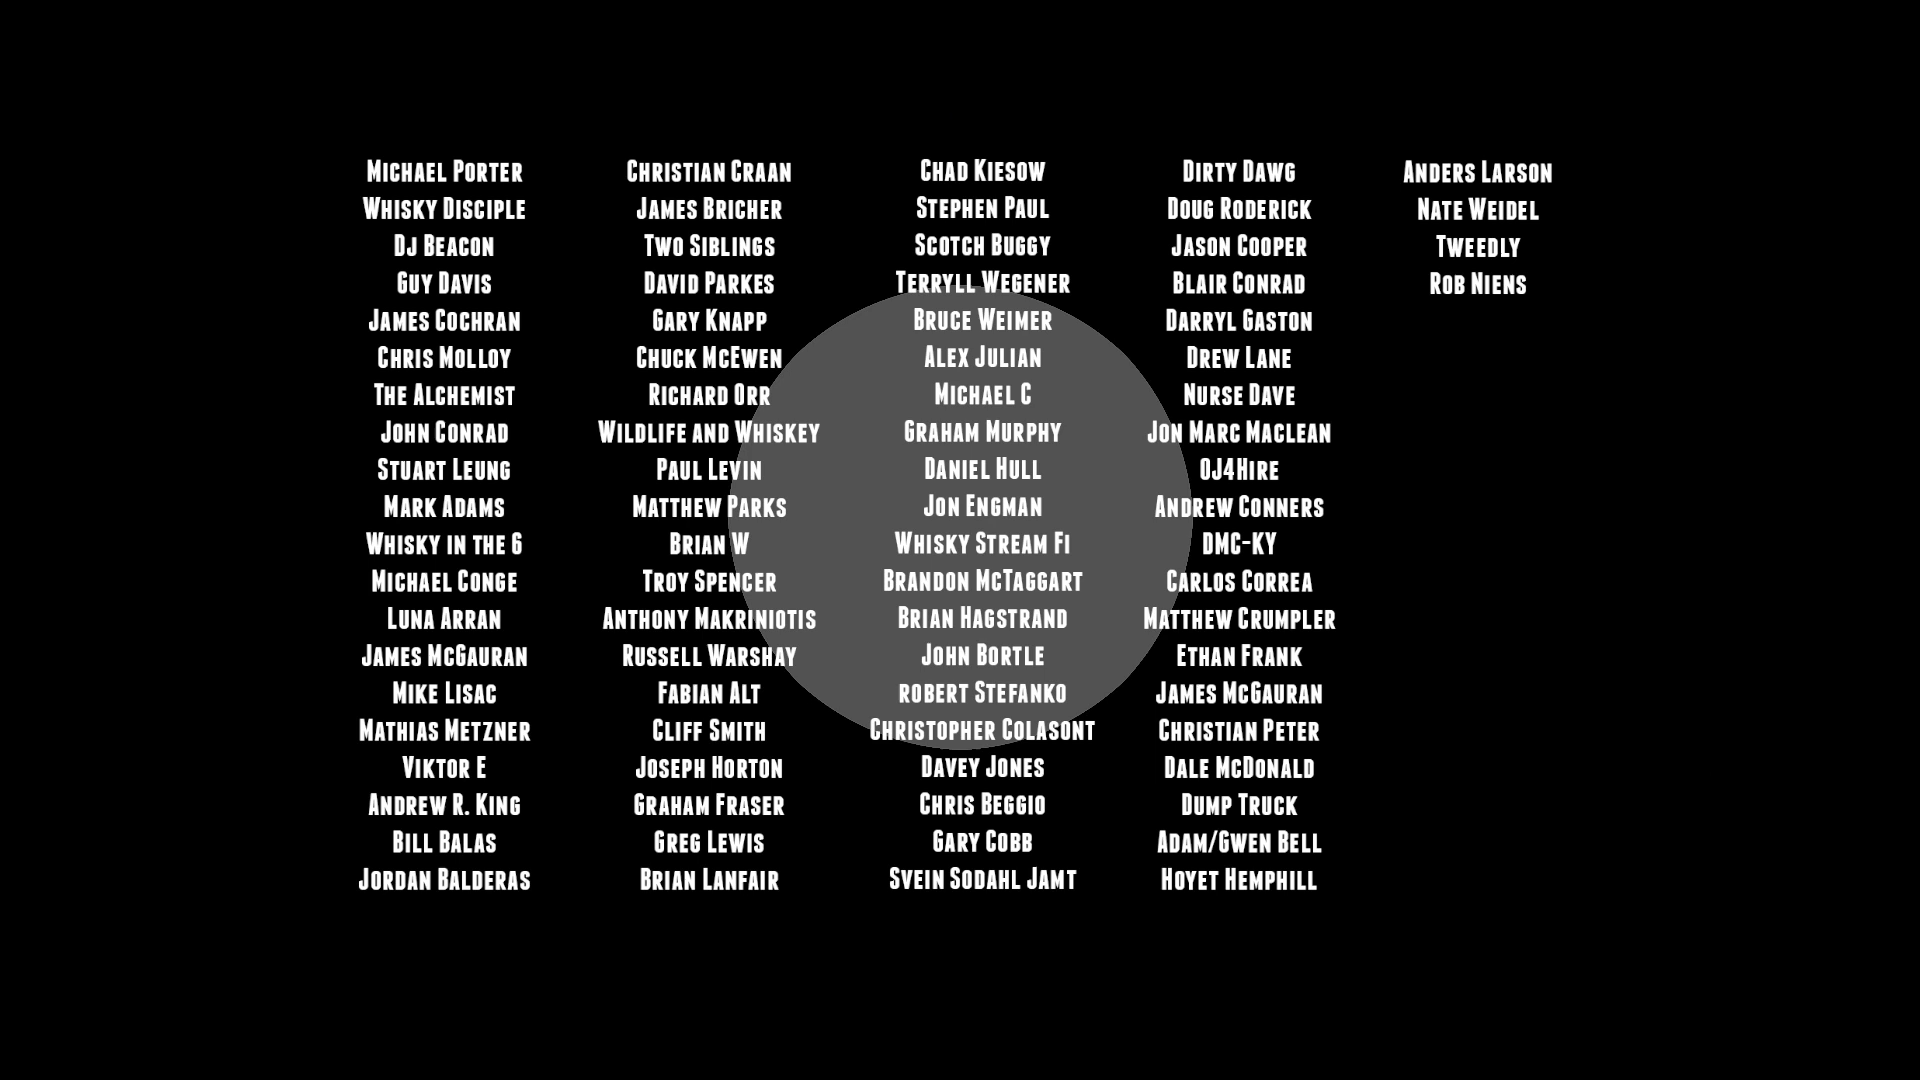 Michael Porter
Whisky Disciple
Dj Beacon
Guy Davis
James Cochran
Chris Molloy
The Alchemist
John Conrad
Stuart Leung
Mark Adams
Whisky in the 6
Michael Conge
Luna Arran
James McGauran
Mike Lisac
Mathias Metzner
Viktor E
Andrew R. King
Bill Balas
Jordan Balderas
Christian Craan
James Bricher
Two Siblings
David Parkes
Gary Knapp
Chuck McEwen
Richard Orr
Wildlife and Whiskey
Paul Levin
Matthew Parks
Brian W
Troy Spencer
Anthony Makriniotis
Russell Warshay
Fabian Alt
Cliff Smith
Joseph Horton
Graham Fraser
Greg Lewis
Brian Lanfair
Chad Kiesow
Stephen Paul
Scotch Buggy
Terryll Wegener
Bruce Weimer
Alex Julian
Michael C
Graham Murphy
Daniel Hull
Jon Engman
Whisky Stream Fi
Brandon McTaggart
Brian Hagstrand
John Bortle
robert Stefanko
Christopher Colasont
Davey Jones
Chris Beggio
Gary Cobb
Svein Sodahl Jamt
Dirty Dawg
Doug Roderick
Jason Cooper
Blair Conrad
Darryl Gaston
Drew Lane
Nurse Dave
Jon Marc Maclean
OJ4Hire
Andrew Conners
DMC-KY
Carlos Correa
Matthew Crumpler
Ethan Frank
James McGauran
Christian Peter
Dale McDonald
Dump Truck
Adam/Gwen Bell
Hoyet Hemphill
Anders Larson
Nate Weidel
Tweedly
Rob Niens